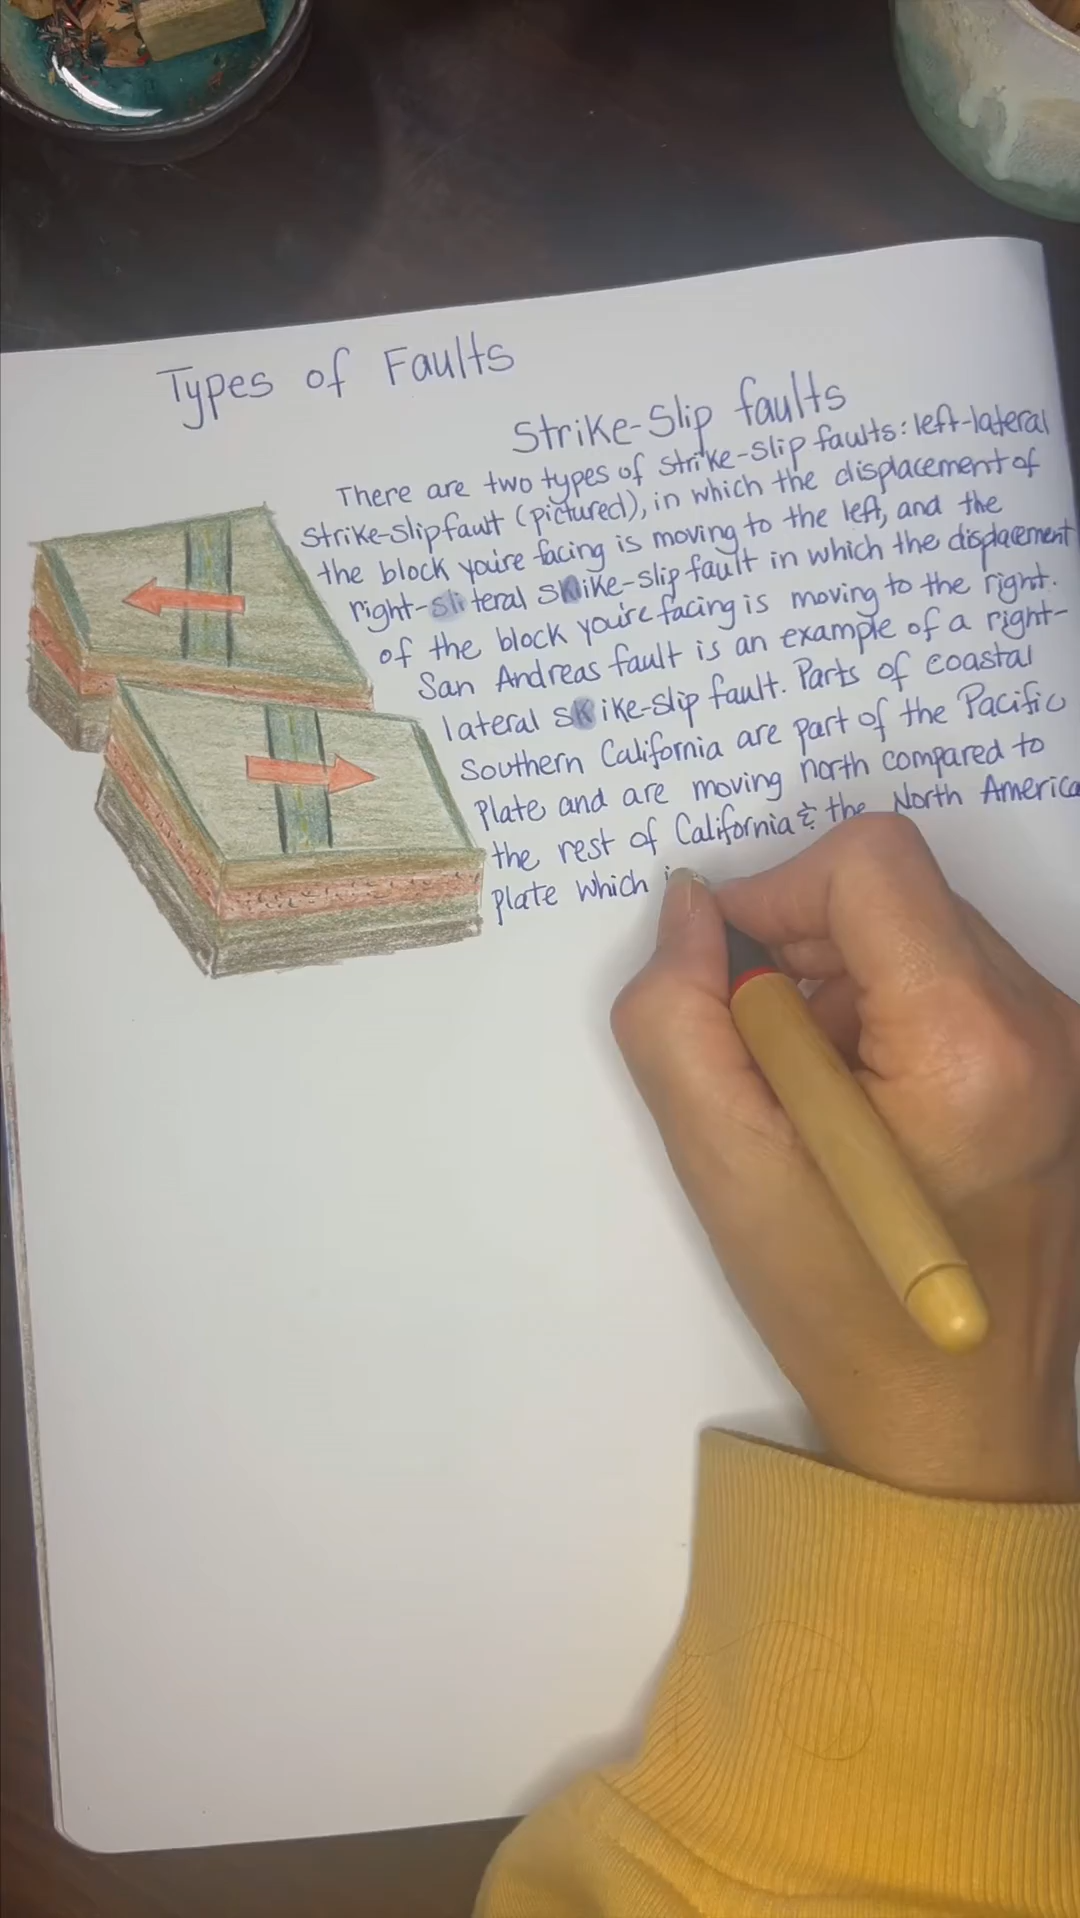 Types of Faults
Strike-Slip faults
There are two types of strike-slip faults: left-lateral
strike-slip fault (pictured), in which the displacement of
the block you're facing is moving to the left, and the
right-teral skike-slip fault in which the displacement
of the block you're facing is moving to the right.
San Andreas fault is an example of a right-
lateral skike-slip fault. Parts of coastal
Southern California are part of the Pacific
plate and are moving north compared to
the rest of California & the North America
plate which